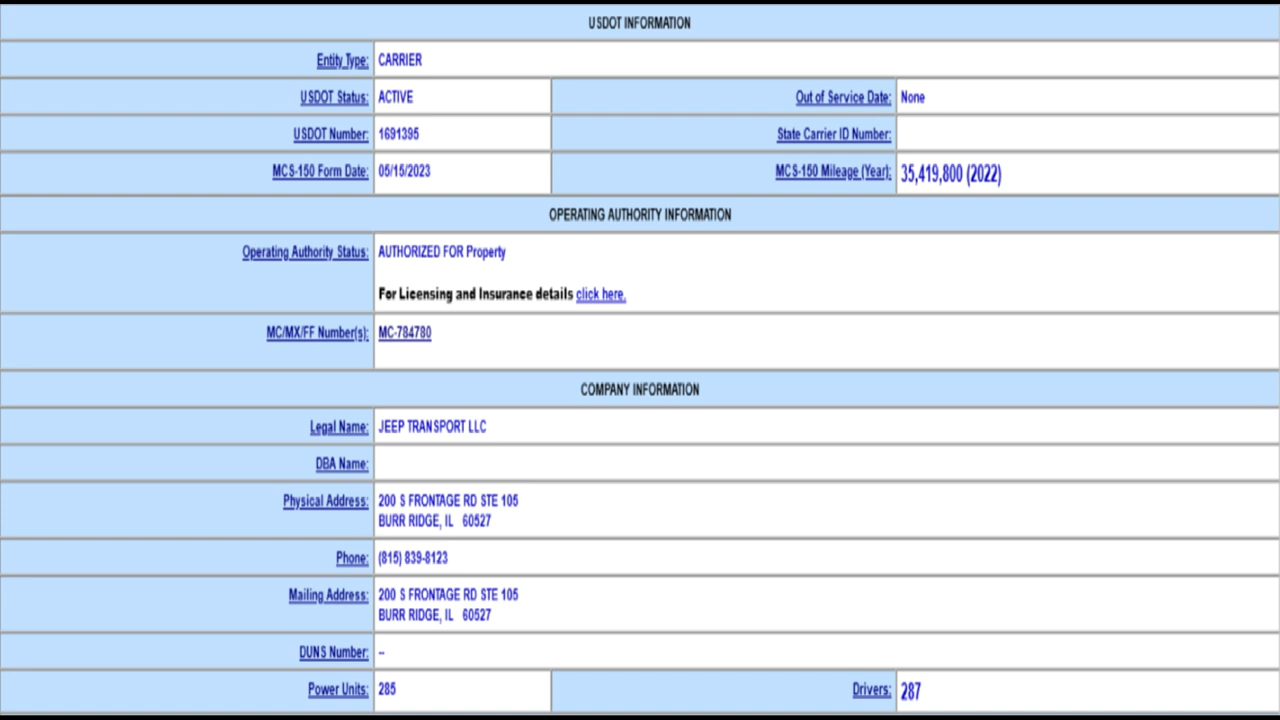 USDOT INFORMATION
Entity Type: CARRIER
USDOT Status: ACTIVE Out of Service Date: None
USDOT Number: 1691395 State Carrier ID Number:
MCS-150 Form Date: 05/15/2023 MCS-150 Mileage (Year): 35,419,800 (2022)
OPERATING AUTHORITY INFORMATION
Operating Authority Status: AUTHORIZED FOR Property
For Licensing and Insurance details click here.
MC/MX/FF Number(s): MC-784780
COMPANY INFORMATION
Legal Name: JEEP TRANSPORT LLC
DBA Name:
Physical Address: 200 S FRONTAGE RD STE 105
BURR RIDGE, IL 60527
Phone: (815) 839-8123
Mailing Address: 200 S FRONTAGE RD STE 105
BURR RIDGE, IL 60527
DUNS Number: --
Power Units: 285 Drivers: 287